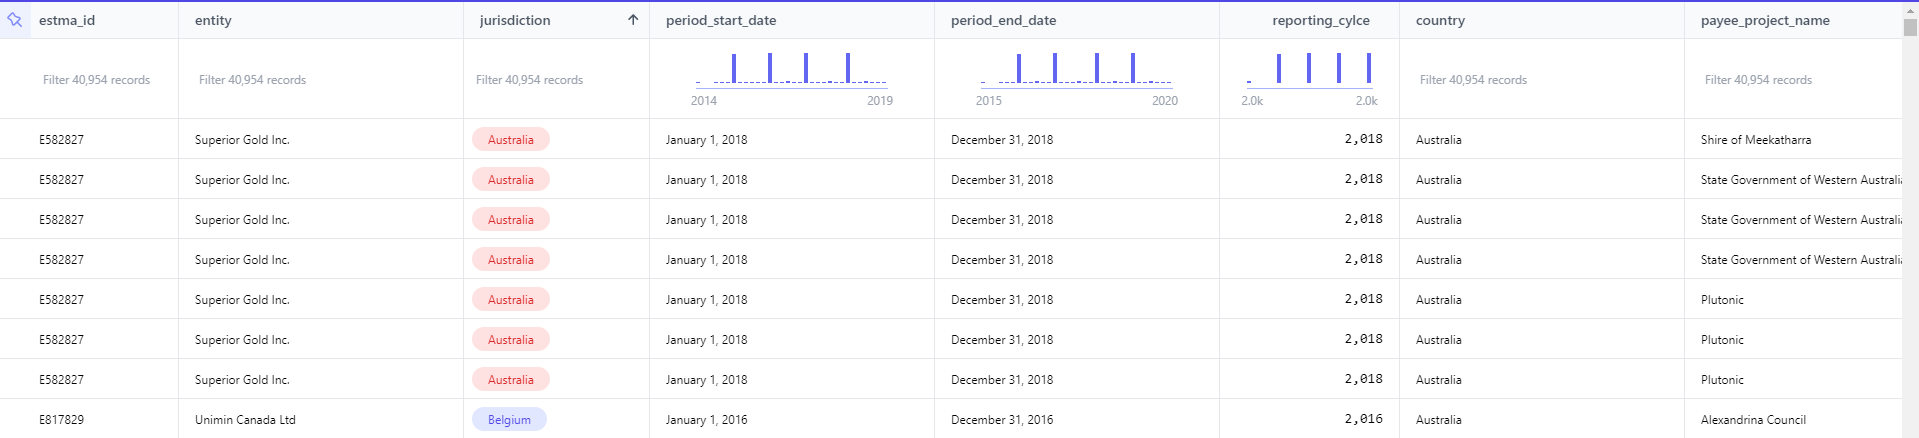 estma_id entity jurisdiction period_start_date period_end_date reporting_cylce country payee_project_name
Filter 40,954 records Filter 40,954 records Filter 40,954 records 2014 2019 2015 2020 2.0k 2.0k Filter 40,954 records Filter 40,954 records
E582827 Superior Gold Inc. Australia January 1, 2018 December 31, 2018 2,018 Australia Shire of Meekatharra
E582827 Superior Gold Inc. Australia January 1, 2018 December 31, 2018 2,018 Australia State Government of Western Australia
E582827 Superior Gold Inc. Australia January 1, 2018 December 31, 2018 2,018 Australia State Government of Western Australia
E582827 Superior Gold Inc. Australia January 1, 2018 December 31, 2018 2,018 Australia State Government of Western Australia
E582827 Superior Gold Inc. Australia January 1, 2018 December 31, 2018 2,018 Australia Plutonic
E582827 Superior Gold Inc. Australia January 1, 2018 December 31, 2018 2,018 Australia Plutonic
E582827 Superior Gold Inc. Australia January 1, 2018 December 31, 2018 2,018 Australia Plutonic
E817829 Unimin Canada Ltd Belgium January 1, 2016 December 31, 2016 2,016 Australia Alexandrina Council